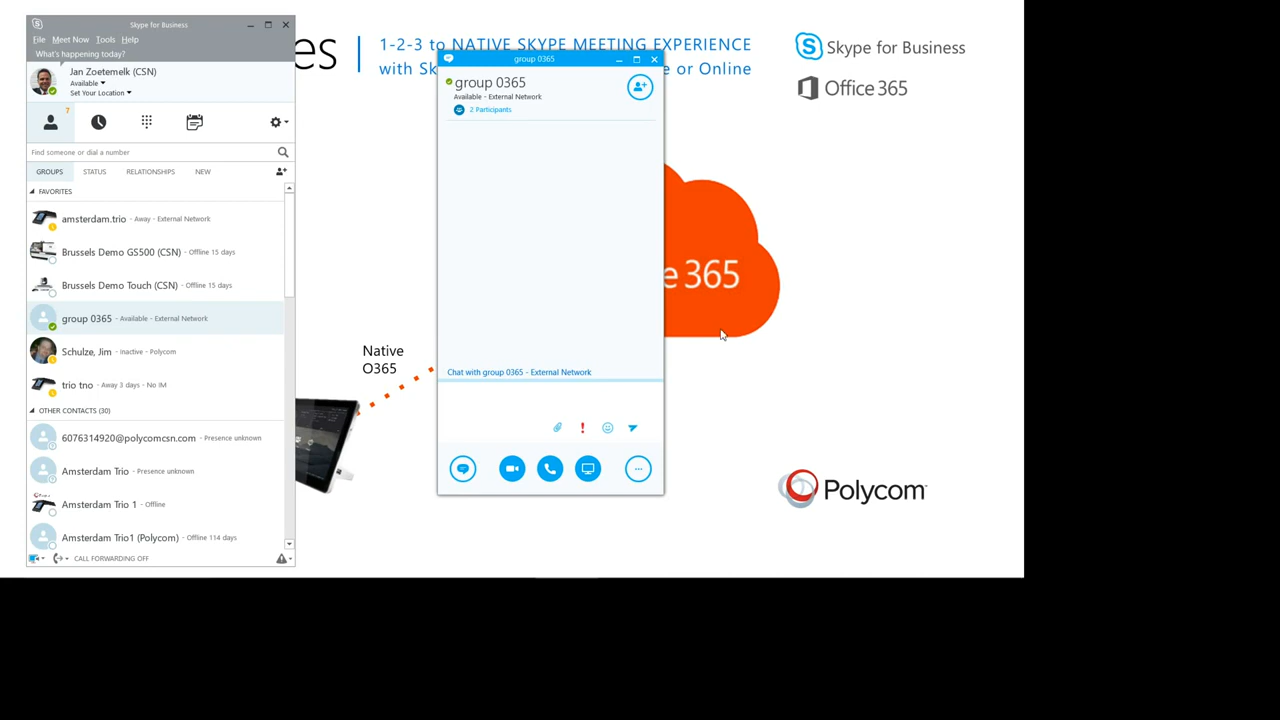 Skype for Business
File Meet Now Tools Help
What's happening today?
Jan Zoetemelk (CSN)
Available
Set Your Location
7
Find someone or dial a number
GROUPS STATUS RELATIONSHIPS NEW
FAVORITES
amsterdam.trio - Away - External Network
Brussels Demo GS500 (CSN) - Offline 15 days
Brussels Demo Touch (CSN) - Offline 15 days
group 0365 - Available - External Network
Schulze, Jim - Inactive - Polycom
trio tno - Away 3 days - No IM
OTHER CONTACTS (30)
6076314920@polycomcsn.com - Presence unknown
Amsterdam Trio - Presence unknown
Amsterdam Trio 1 - Offline
Amsterdam Trio1 (Polycom) - Offline 114 days
CALL FORWARDING OFF
es
1-2-3 to NATIVE SKYPE MEETING EXPERIENCE
with Sk
e or Online
group 0365
group 0365
Available - External Network
2 Participants
Chat with group 0365 - External Network
Native
O365
e 365
Skype for Business
Office 365
Polycom